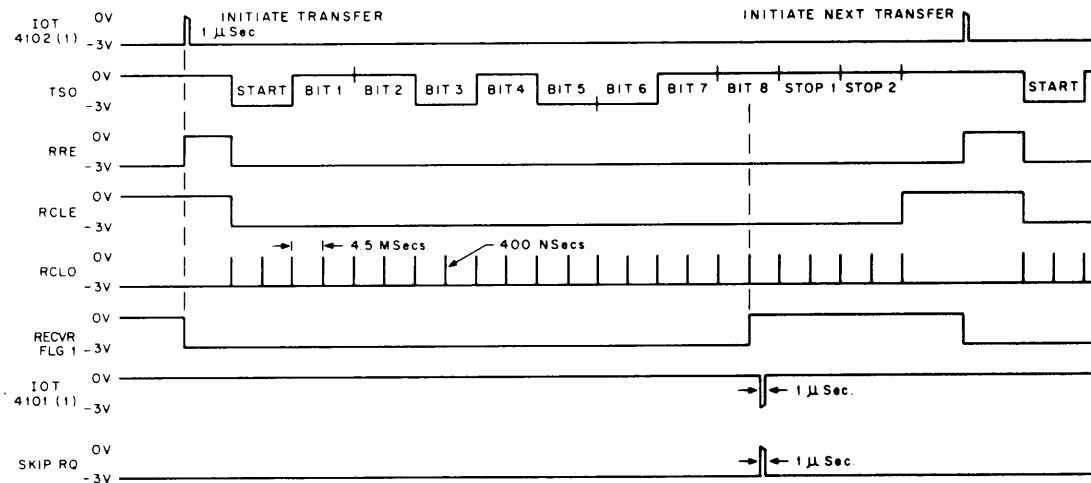 IOT 4102 (1) 0V -3V INITIATE TRANSFER 1 μSec INITIATE NEXT TRANSFER
TSO 0V -3V START BIT 1 BIT 2 BIT 3 BIT 4 BIT 5 BIT 6 BIT 7 BIT 8 STOP 1 STOP 2 START
RRE 0V -3V
RCLE 0V -3V
RCLO 0V -3V 4.5 MSecs 400 NSecs
RECVR FLG 1 0V -3V
IOT 4101 (1) 0V -3V 1 μSec.
SKIP RQ 0V -3V 1 μSec.